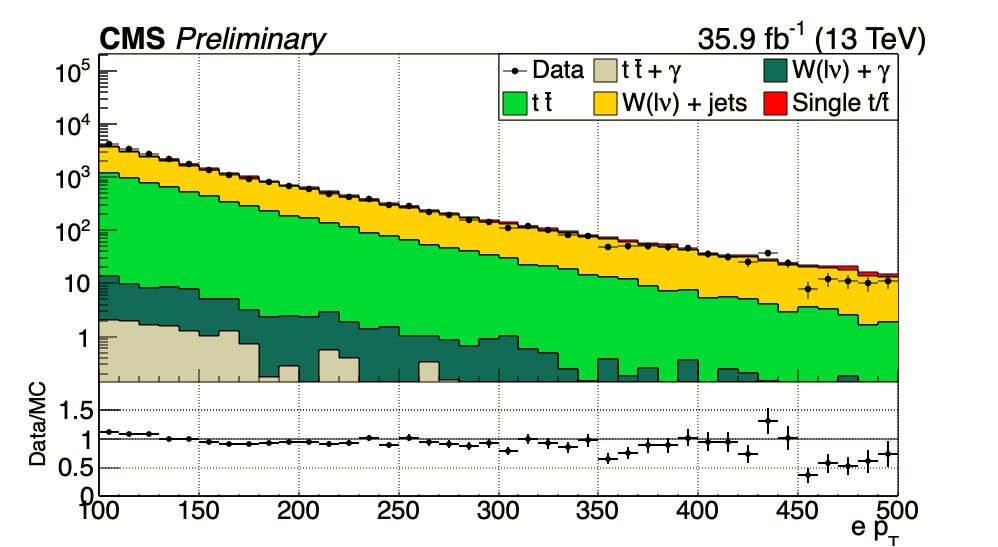 CMS Preliminary 35.9 fb⁻¹ (13 TeV)
Data t t̄ + γ W(lν) + γ
t t̄ W(lν) + jets Single t/t̄
10⁵
10⁴
10³
10²
10
1
Data/MC
1.5
1
0.5
0
100 150 200 250 300 350 400 450 500
e p_T